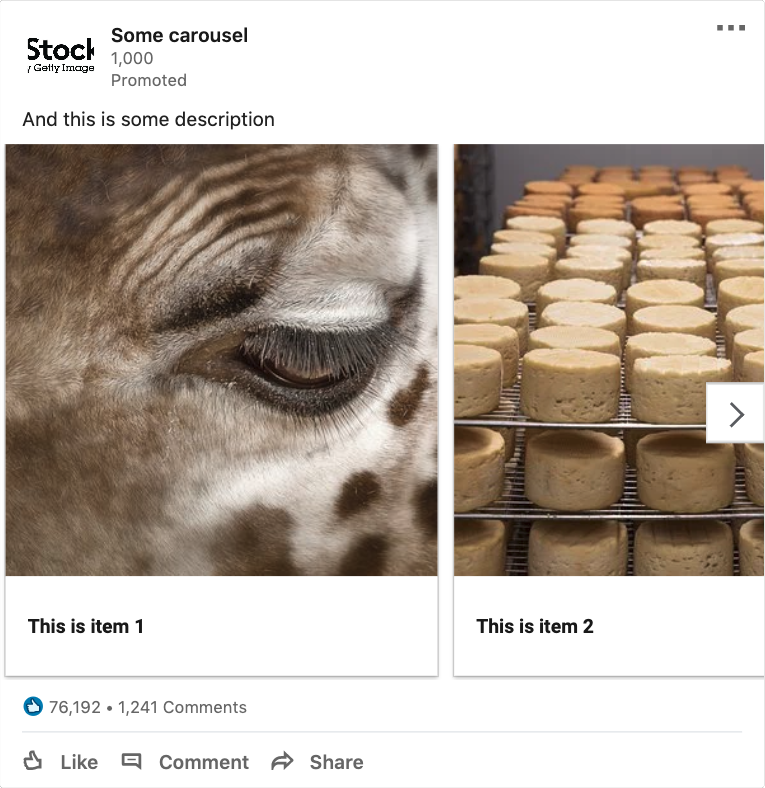 Stock
y Getty Image
Some carousel
1,000
Promoted
And this is some description
This is item 1
This is item 2
76,192 • 1,241 Comments
Like Comment Share